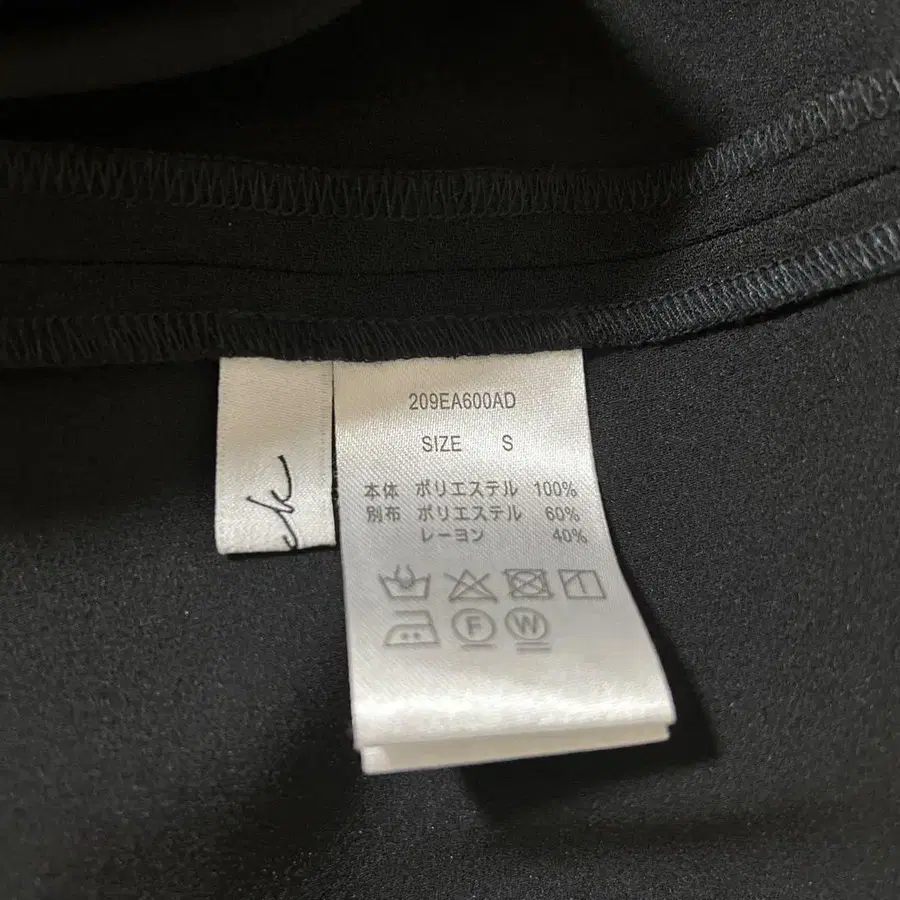 209EA600AD
SIZE S
本体 ポリエステル 100%
別布 ポリエステル 60%
レーヨン 40%
F W
ck